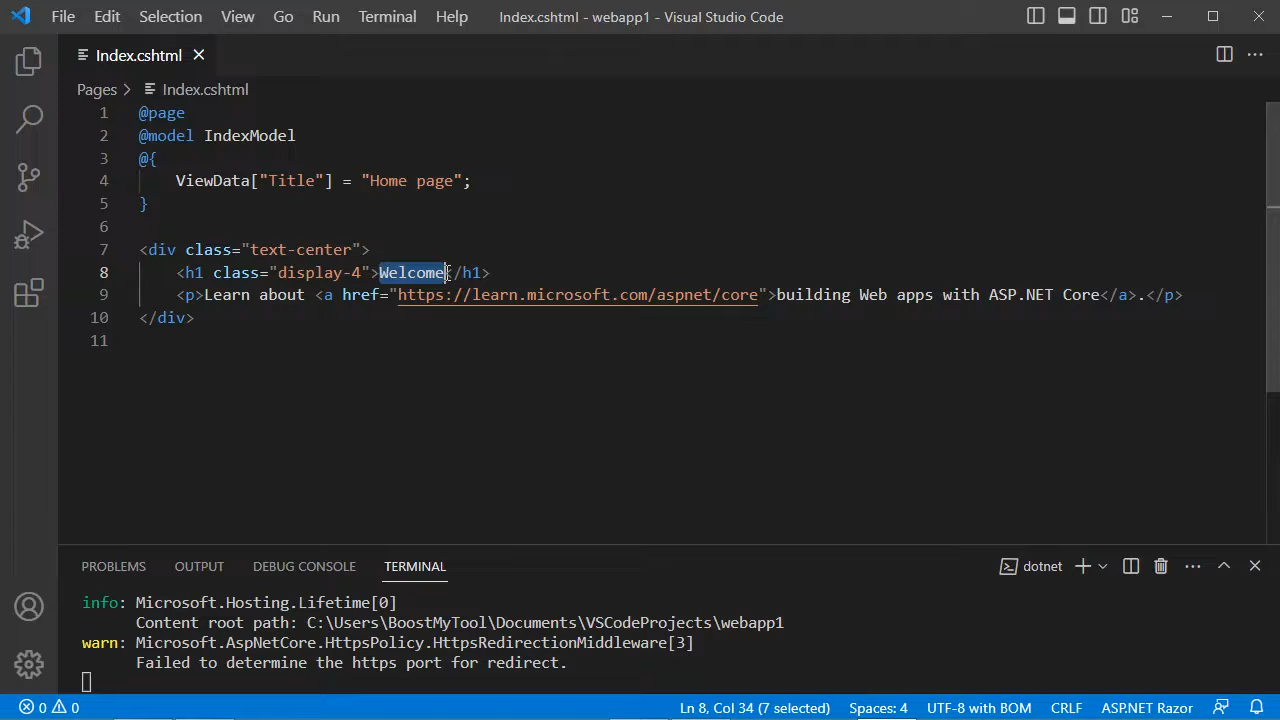 File Edit Selection View Go Run Terminal Help Index.cshtml - webapp1 - Visual Studio Code
Index.cshtml
Pages > Index.cshtml
1 @page
2 @model IndexModel
3 @{
4     ViewData["Title"] = "Home page";
5 }
6
7 <div class="text-center">
8     <h1 class="display-4">Welcome</h1>
9     <p>Learn about <a href="https://learn.microsoft.com/aspnet/core">building Web apps with ASP.NET Core</a>.</p>
10 </div>
11
PROBLEMS OUTPUT DEBUG CONSOLE TERMINAL dotnet
info: Microsoft.Hosting.Lifetime[0]
Content root path: C:\Users\BoostMyTool\Documents\VSCodeProjects\webapp1
warn: Microsoft.AspNetCore.HttpsPolicy.HttpsRedirectionMiddleware[3]
Failed to determine the https port for redirect.
0 0 Ln 8, Col 34 (7 selected) Spaces: 4 UTF-8 with BOM CRLF ASP.NET Razor